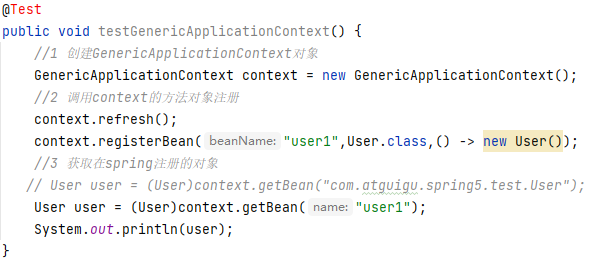 @Test
public void testGenericApplicationContext() {
//1 创建GenericApplicationContext对象
GenericApplicationContext context = new GenericApplicationContext();
//2 调用context的方法对象注册
context.refresh();
context.registerBean( beanName: "user1",User.class,() -> new User());
//3 获取在spring注册的对象
// User user = (User)context.getBean("com.atguigu.spring5.test.User");
User user = (User)context.getBean( name: "user1");
System.out.println(user);
}